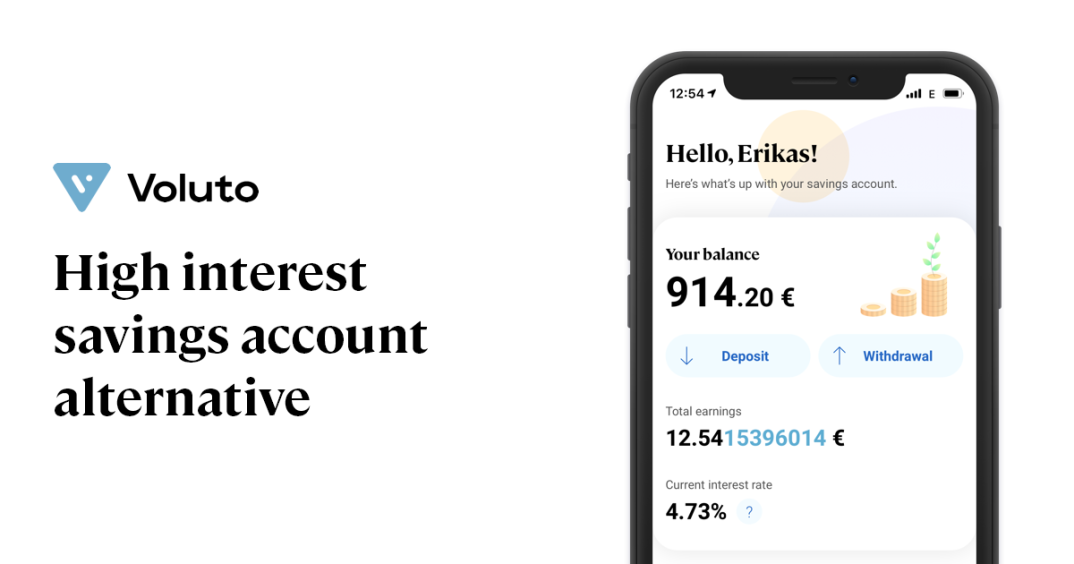 Voluto
High interest
savings account
alternative
12:54
E
Hello, Erikas!
Here's what's up with your savings account.
Your balance
914.20 €
Deposit
Withdrawal
Total earnings
12.5415396014 €
Current interest rate
4.73% ?